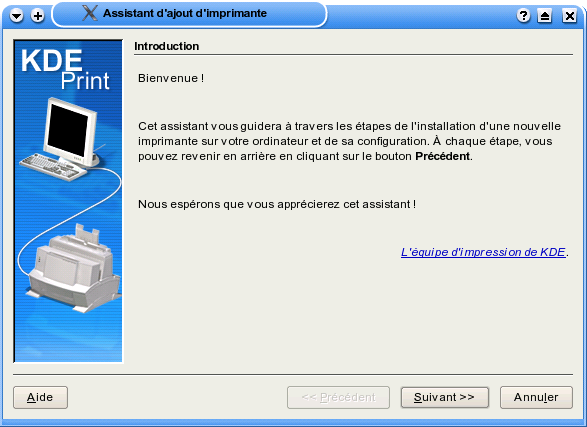 Assistant d'ajout d'imprimante
KDE
Print
Introduction
Bienvenue !
Cet assistant vous guidera à travers les étapes de l'installation d'une nouvelle
imprimante sur votre ordinateur et de sa configuration. À chaque étape, vous
pouvez revenir en arrière en cliquant sur le bouton Précédent.
Nous espérons que vous apprécierez cet assistant !
L'équipe d'impression de KDE.
Aide
<< Précédent
Suivant >>
Annuler